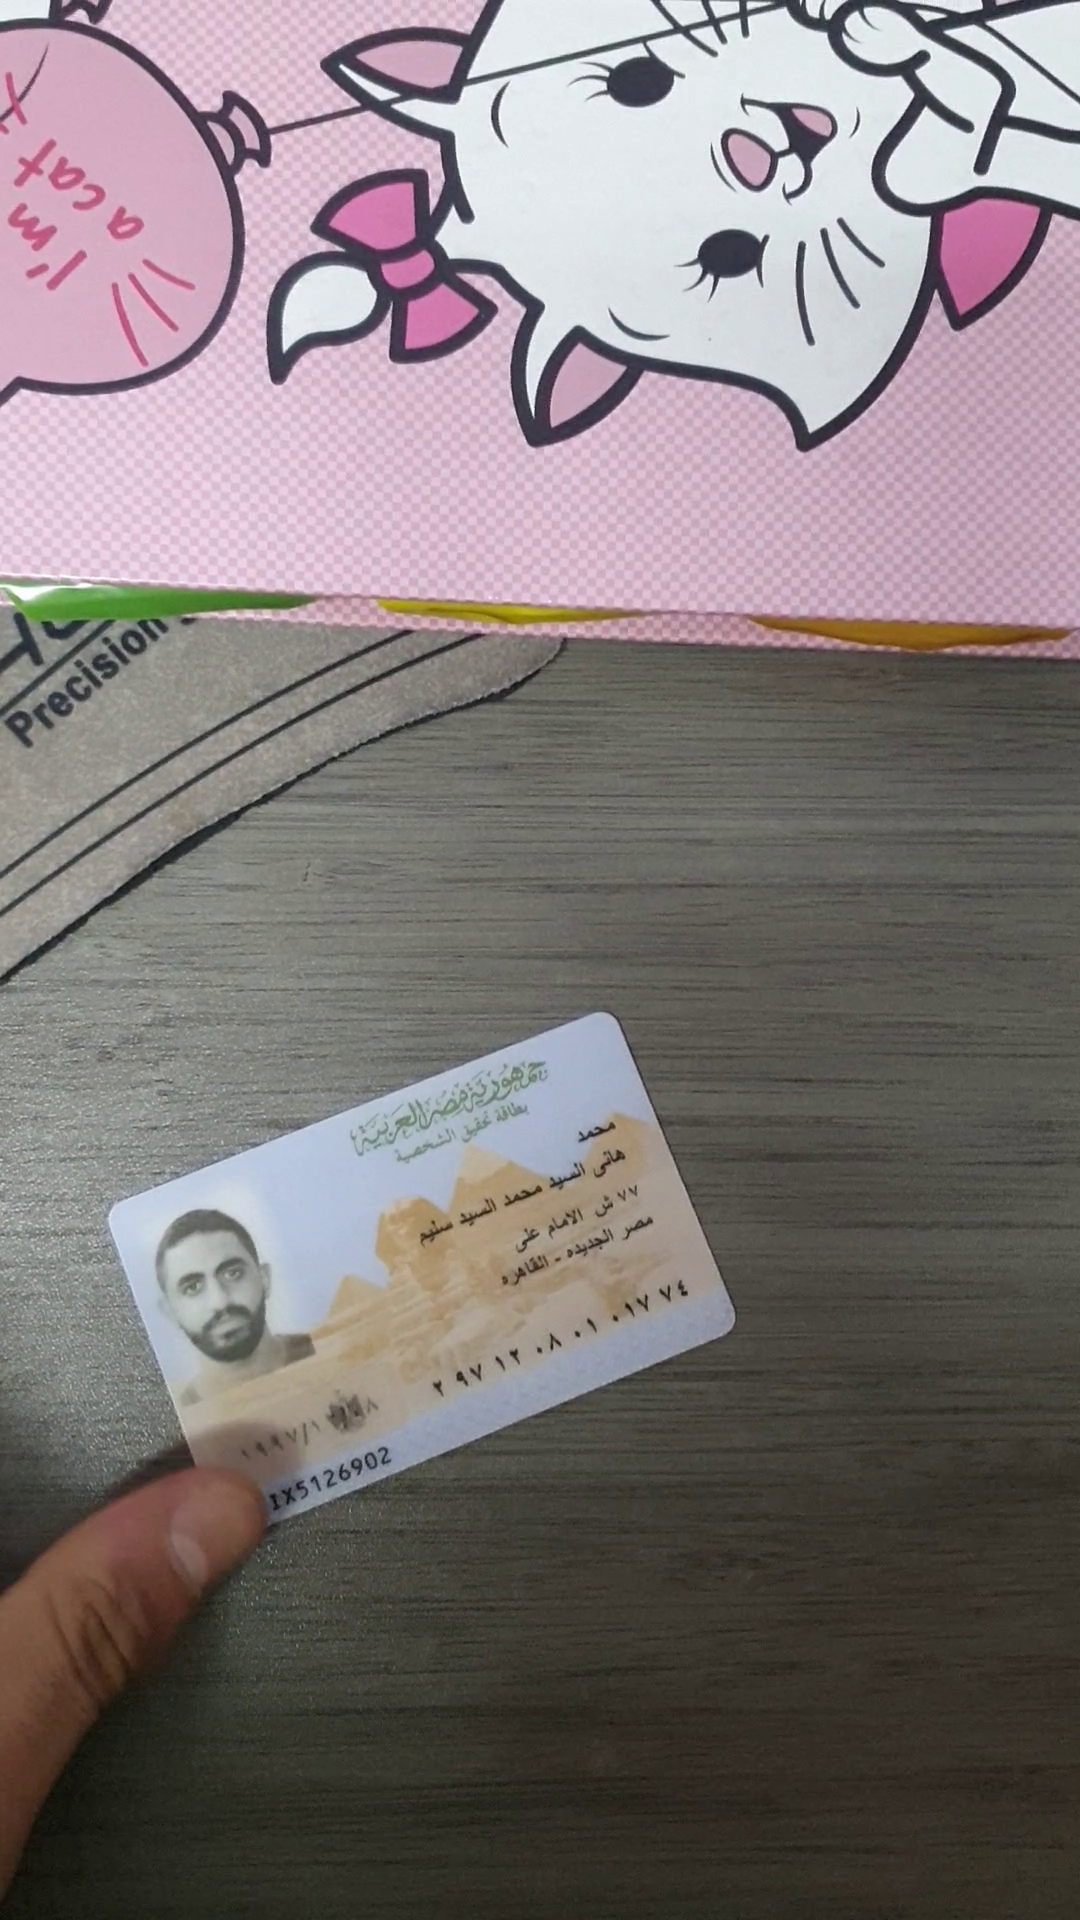 I'm
a cat
Precision
جمهورية مصر العربية
بطاقة تحقيق الشخصية
محمد
هانى السيد محمد السيد سليم
٧٧ ش الامام على
مصر الجديده - القاهره
٢ ٩٧ ١٢ ٠٨ ٠١ ٠١٧ ٧٤
IX5126902